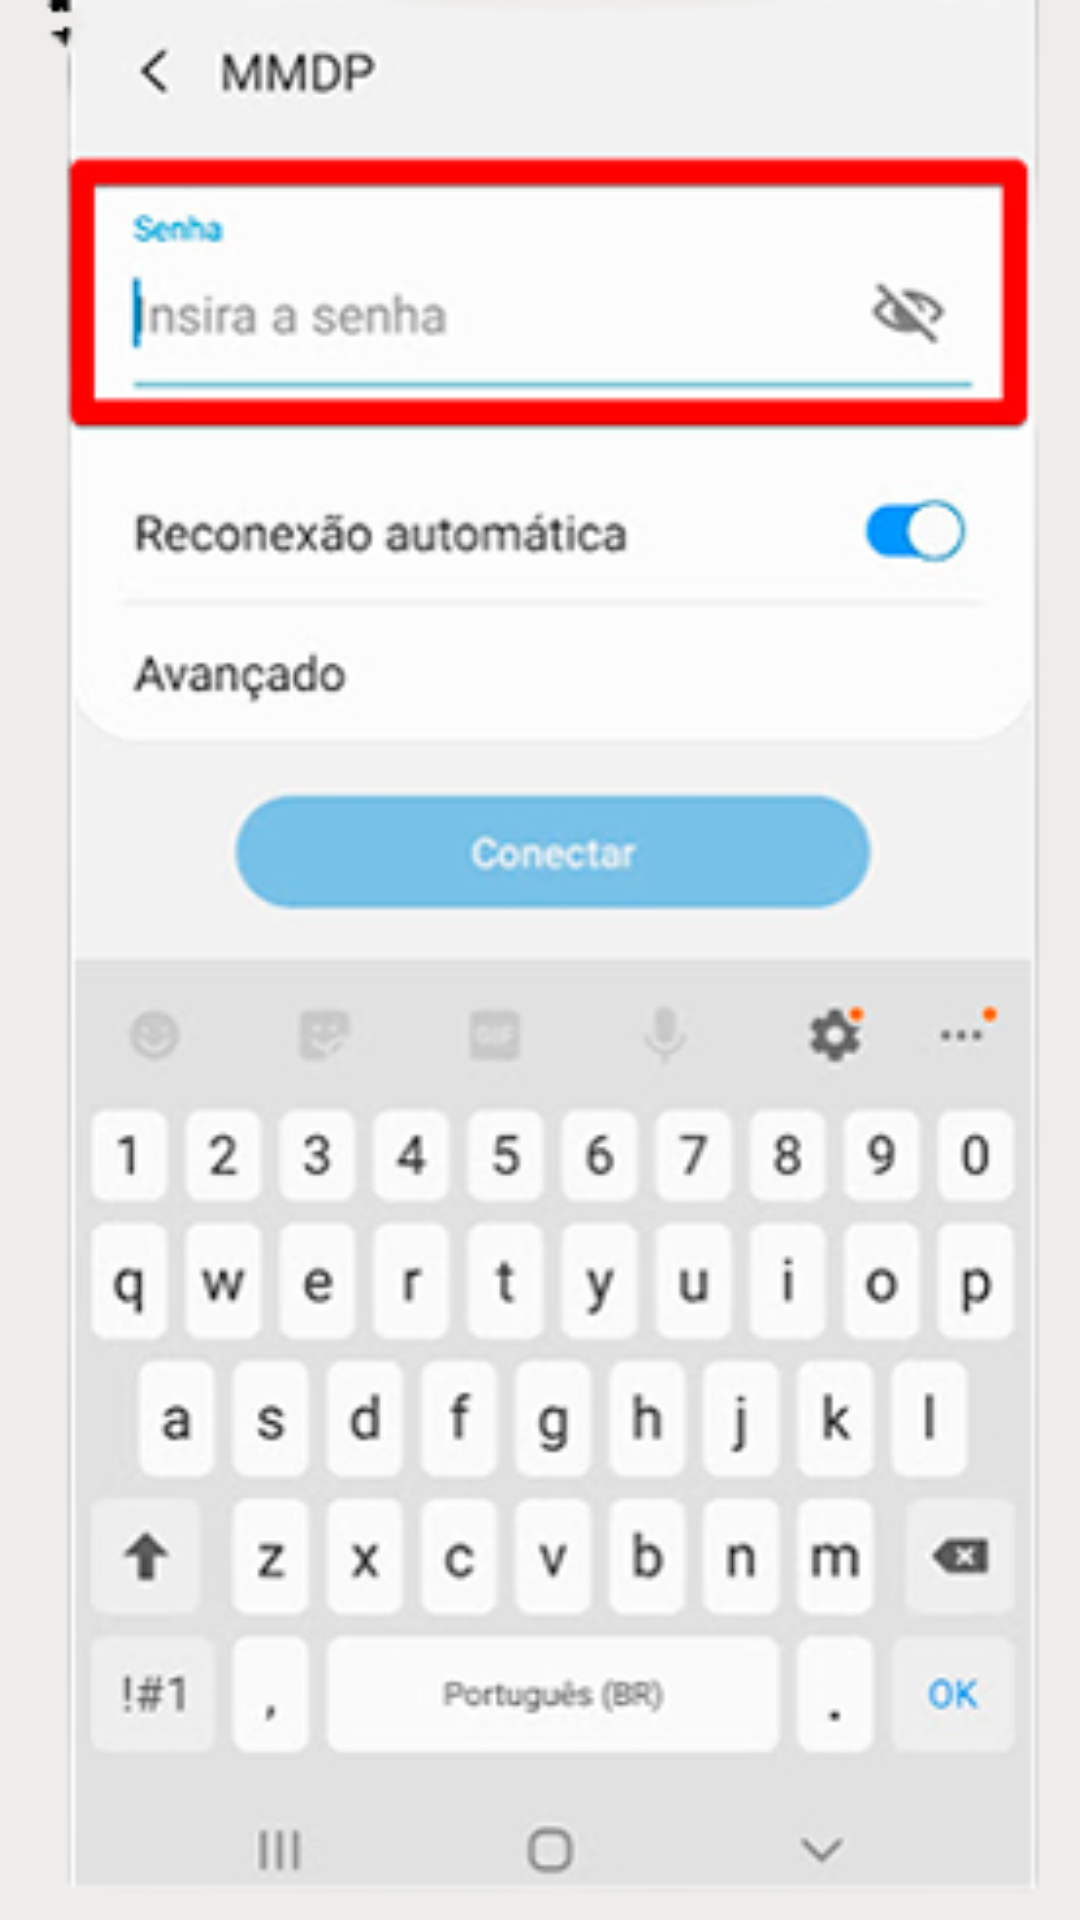 MMDP
Senha
Insira a senha
Reconexão automática
Avançado
Conectar
GIF
1 2 3 4 5 6 7 8 9 0
q w e r t y u i o p
a s d f g h j k l
z x c v b n m
!#1 , Português (BR) . OK